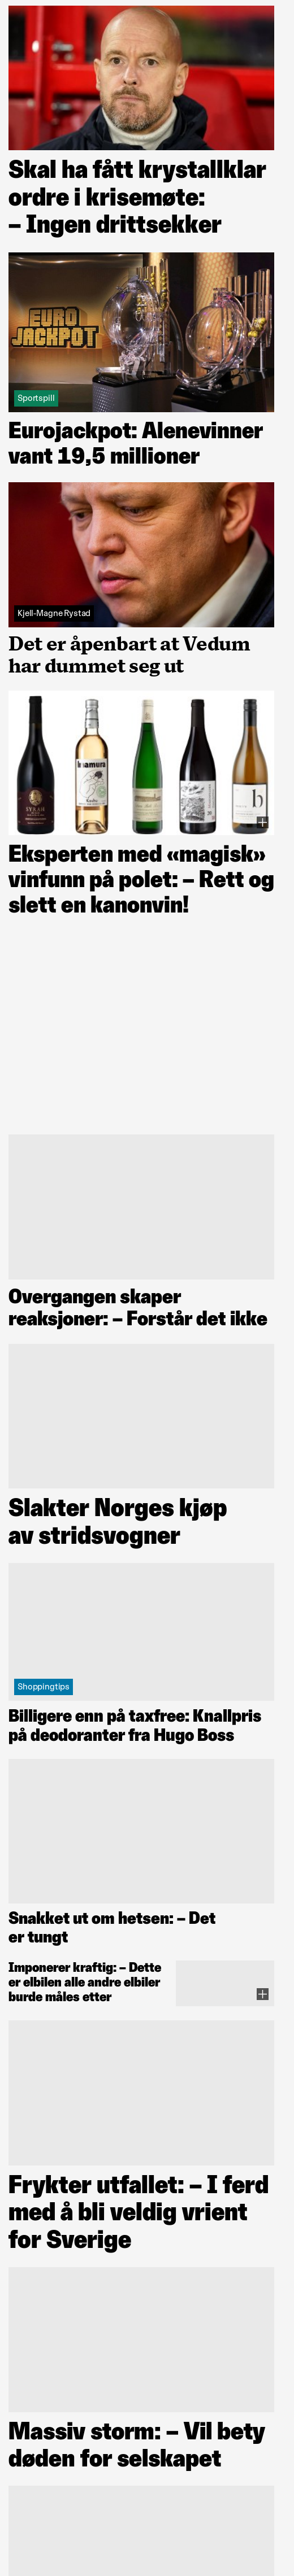 Skal ha fått krystallklar
ordre i krisemøte:
– Ingen drittsekker
EURO
JACKPOT
Sportspill
Eurojackpot: Alenevinner
vant 19,5 millioner
Kjell-Magne Rystad
Det er åpenbart at Vedum
har dummet seg ut
Eksperten med «magisk»
vinfunn på polet: – Rett og
slett en kanonvin!
Overgangen skaper
reaksjoner: – Forstår det ikke
Slakter Norges kjøp
av stridsvogner
Shoppingtips
Billigere enn på taxfree: Knallpris
på deodoranter fra Hugo Boss
Snakket ut om hetsen: – Det
er tungt
Imponerer kraftig: – Dette
er elbilen alle andre elbiler
burde måles etter
Frykter utfallet: – I ferd
med å bli veldig vrient
for Sverige
Massiv storm: – Vil bety
døden for selskapet